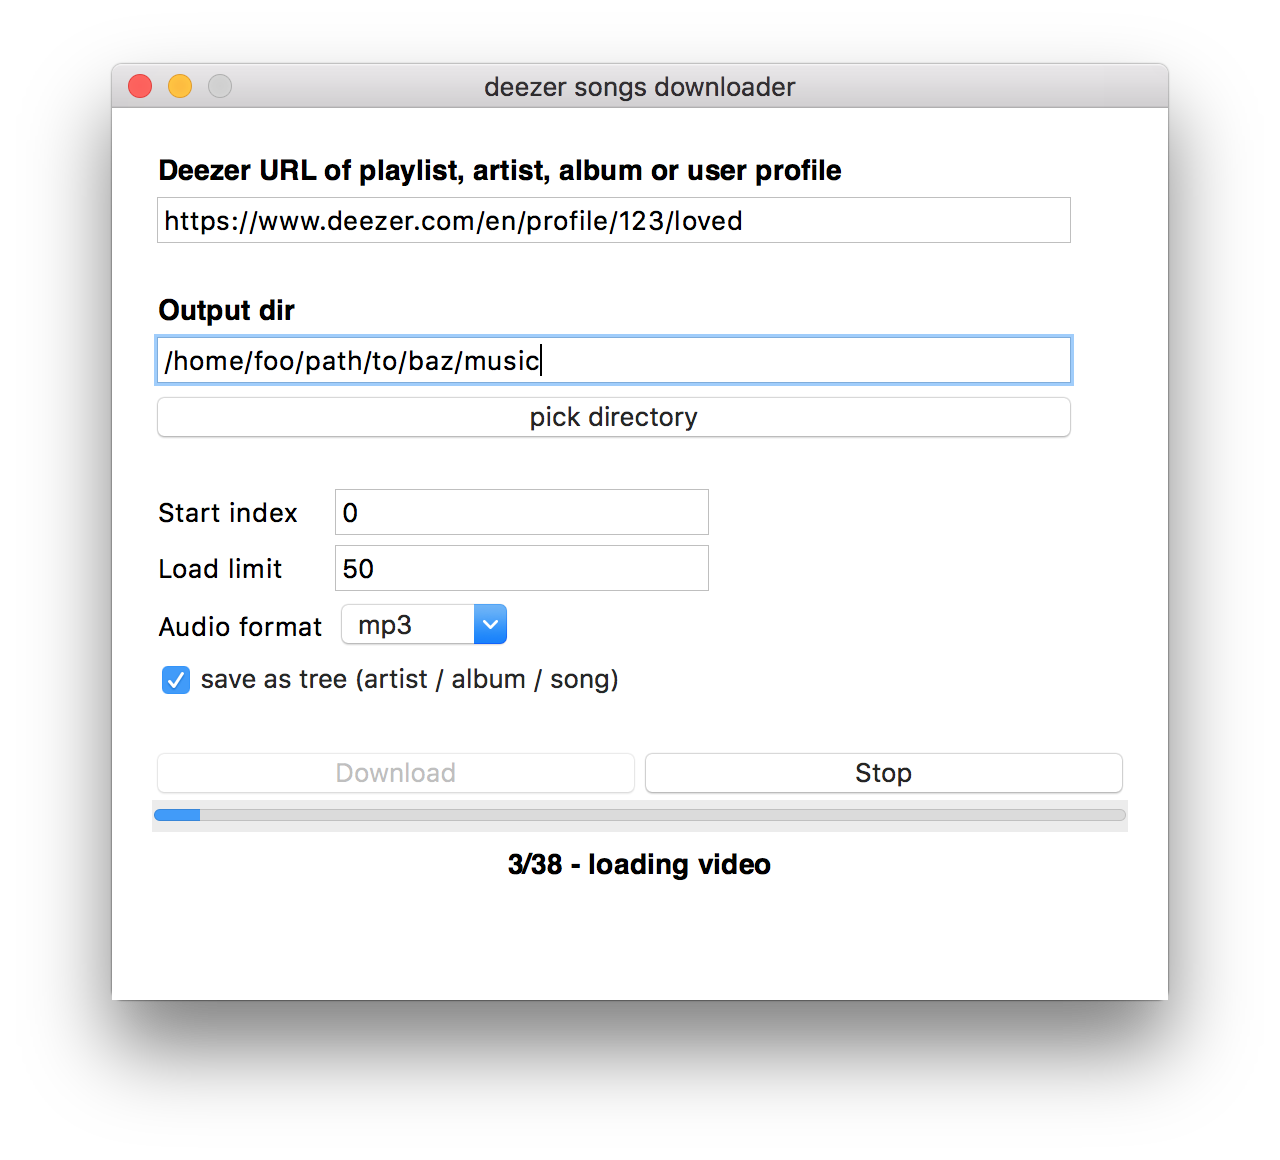 deezer songs downloader
Deezer URL of playlist, artist, album or user profile
https://www.deezer.com/en/profile/123/loved
Output dir
/home/foo/path/to/baz/music
pick directory
Start index 0
Load limit 50
Audio format mp3
save as tree (artist / album / song)
Download Stop
3/38 - loading video